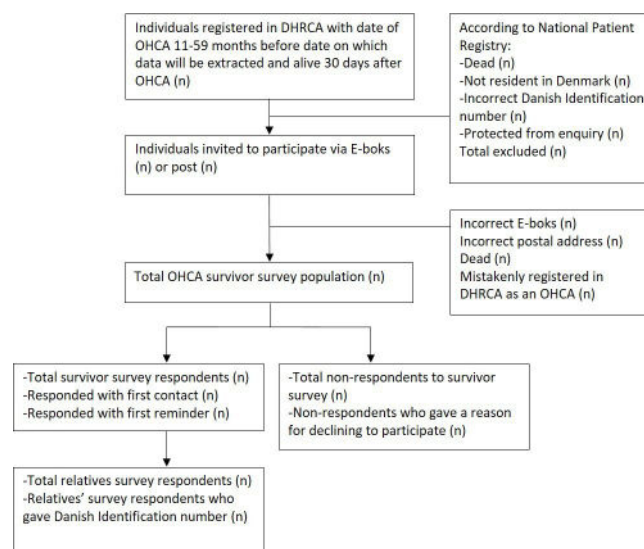 Individuals registered in DHRCA with date of
OHCA 11-59 months before date on which
data will be extracted and alive 30 days after
OHCA (n)
According to National Patient
Registry:
-Dead (n)
-Not resident in Denmark (n)
-Incorrect Danish Identification
number (n)
-Protected from enquiry (n)
Total excluded (n)
Individuals invited to participate via E-boks
(n) or post (n)
Incorrect E-boks (n)
Incorrect postal address (n)
Dead (n)
Mistakenly registered in
DHRCA as an OHCA (n)
Total OHCA survivor survey population (n)
-Total survivor survey respondents (n)
-Responded with first contact (n)
-Responded with first reminder (n)
-Total non-respondents to survivor
survey (n)
-Non-respondents who gave a reason
for declining to participate (n)
-Total relatives survey respondents (n)
-Relatives’ survey respondents who
gave Danish Identification number (n)